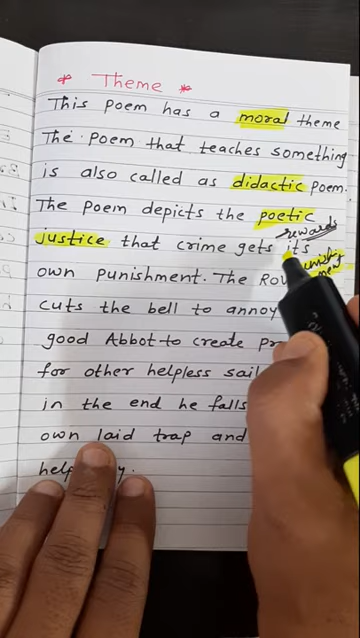 * Theme *
This poem has a moral theme
The poem that teaches something
is also called as didactic poem.
The poem depicts the poetic
rewards
justice that crime gets its
own punishment. The
cuts the bell to annoy
good Abbot to create
for other helpless
in the end he falls
own laid trap and